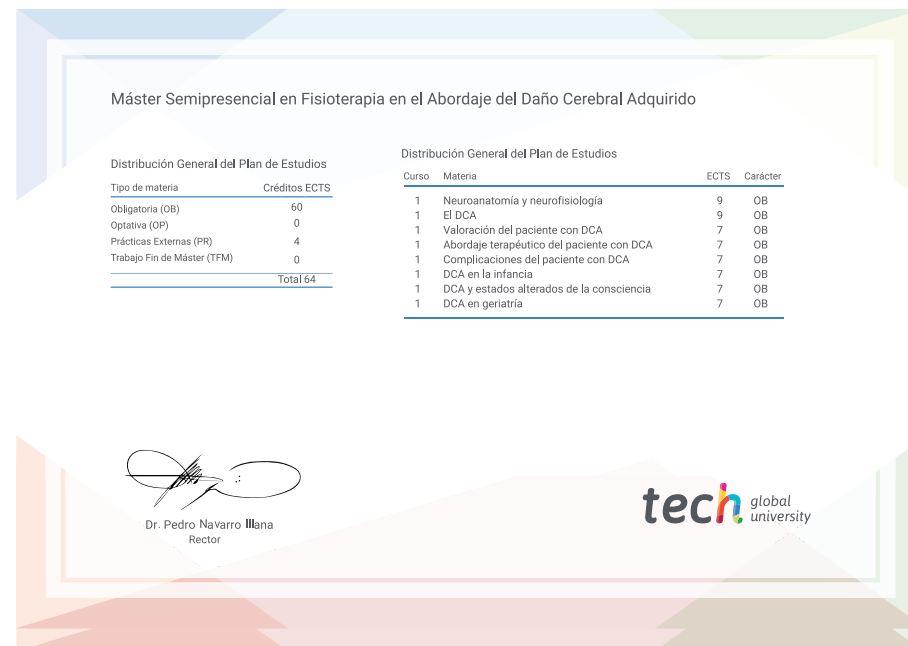 Máster Semipresencial en Fisioterapia en el Abordaje del Daño Cerebral Adquirido
Distribución General del Plan de Estudios
Tipo de materia Créditos ECTS
Obligatoria (OB) 60
Optativa (OP) 0
Prácticas Externas (PR) 4
Trabajo Fin de Máster (TFM) 0
Total 64
Distribución General del Plan de Estudios
Curso Materia ECTS Carácter
1 Neuroanatomía y neurofisiología 9 OB
1 El DCA 9 OB
1 Valoración del paciente con DCA 7 OB
1 Abordaje terapéutico del paciente con DCA 7 OB
1 Complicaciones del paciente con DCA 7 OB
1 DCA en la infancia 7 OB
1 DCA y estados alterados de la consciencia 7 OB
1 DCA en geriatría 7 OB
Dr. Pedro Navarro Illana
Rector
tech global university